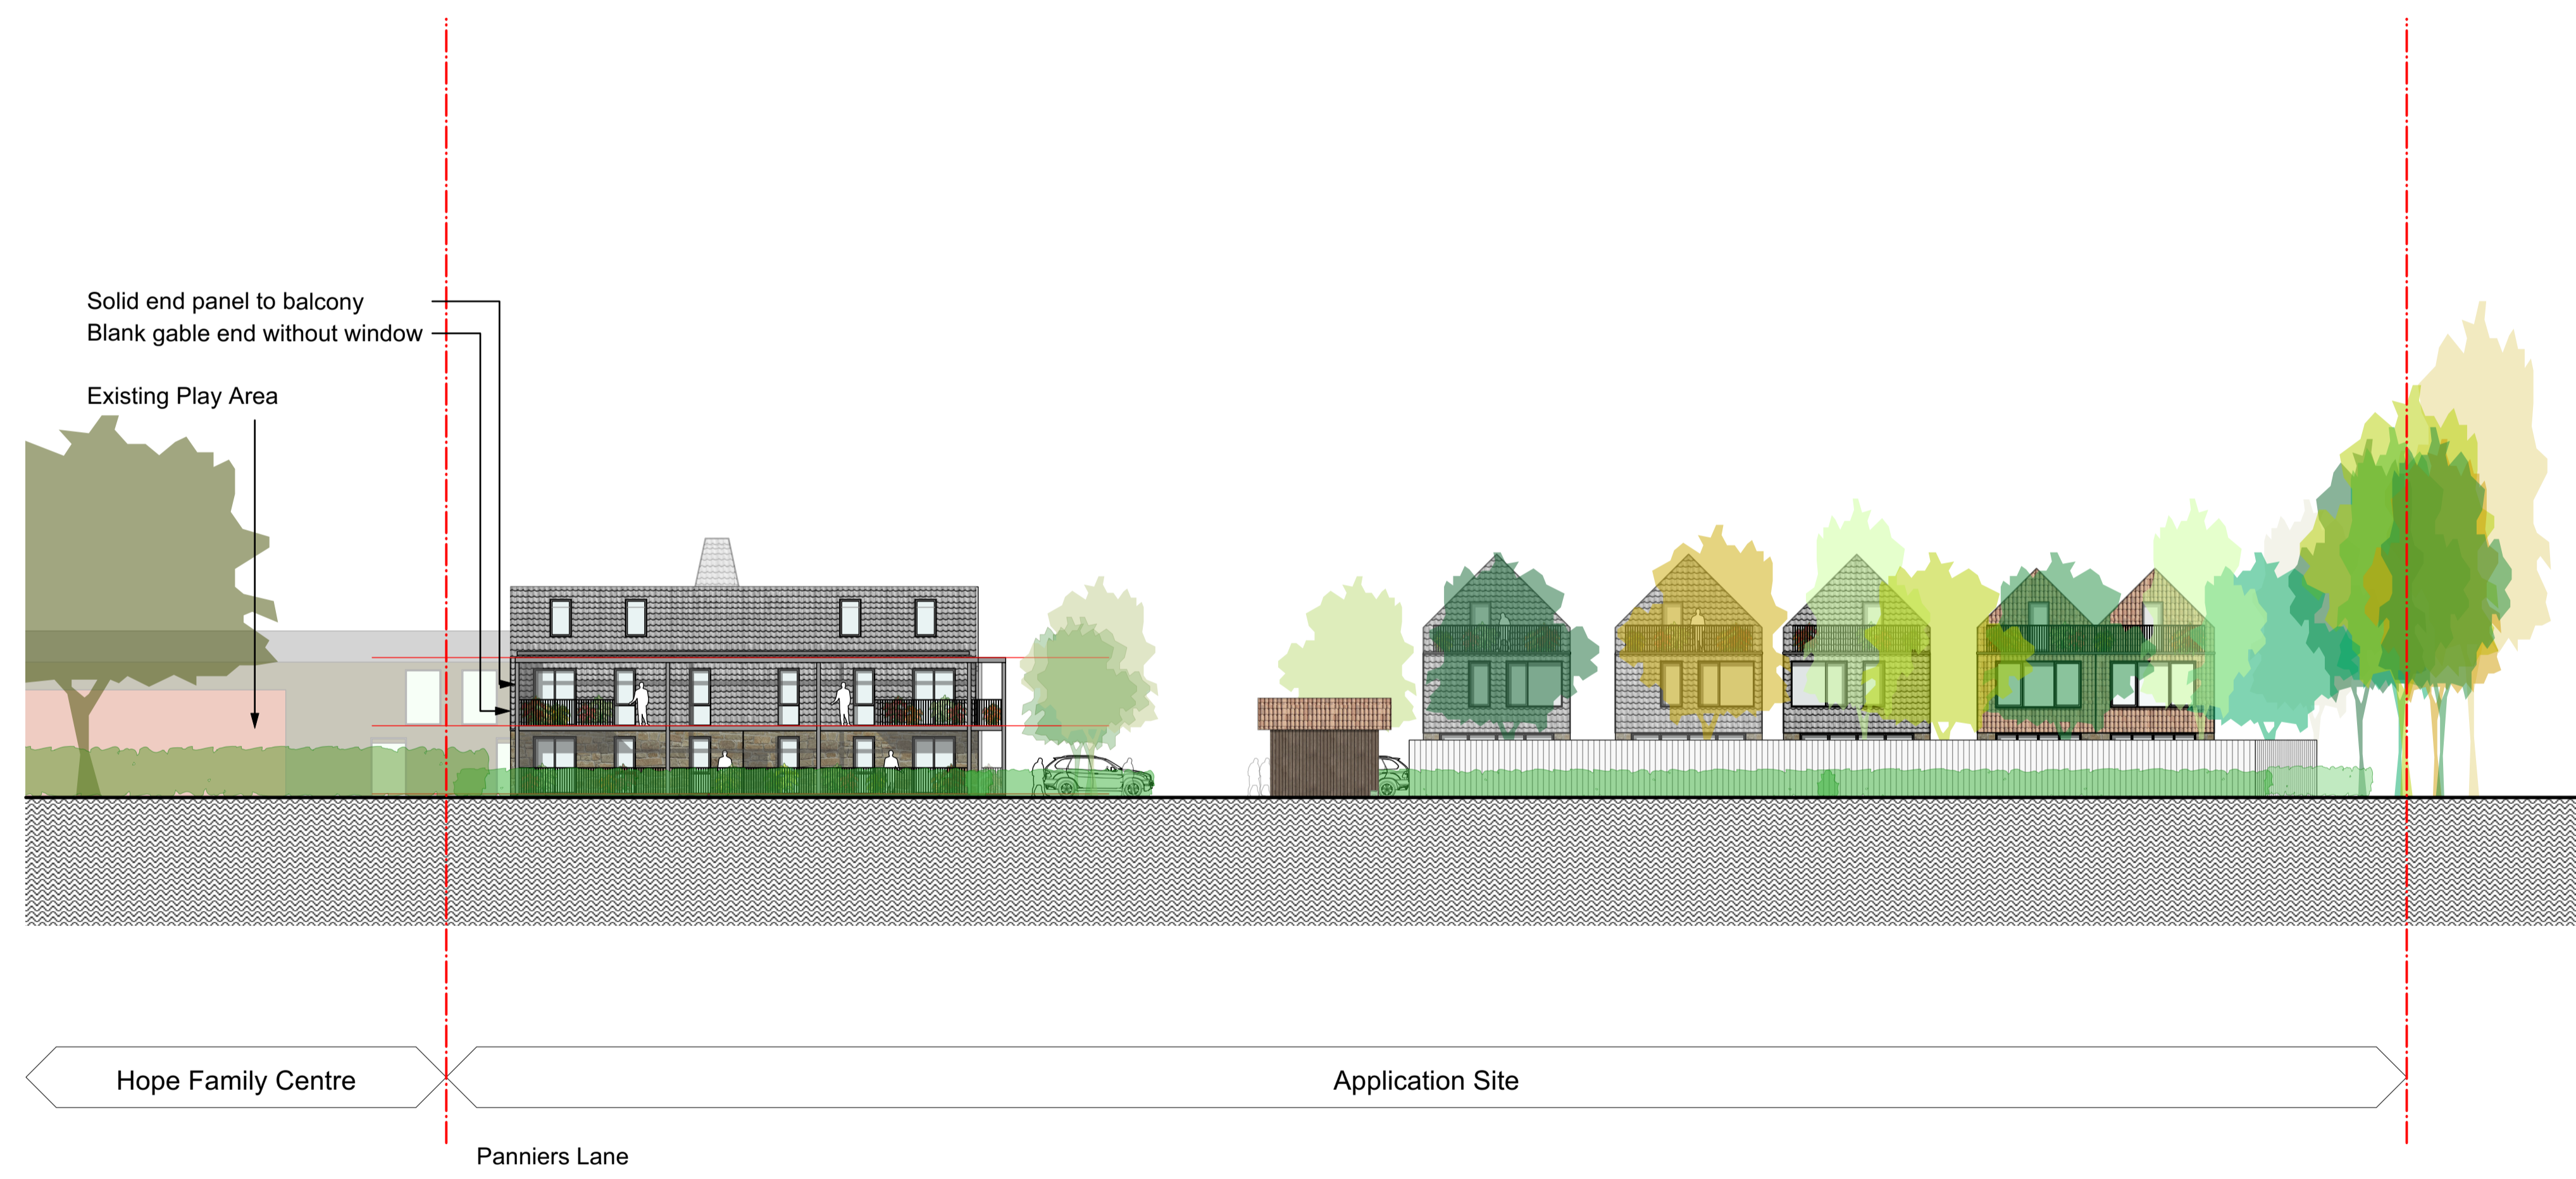 Solid end panel to balcony
Blank gable end without window
Existing Play Area
Hope Family Centre
Application Site
Panniers Lane